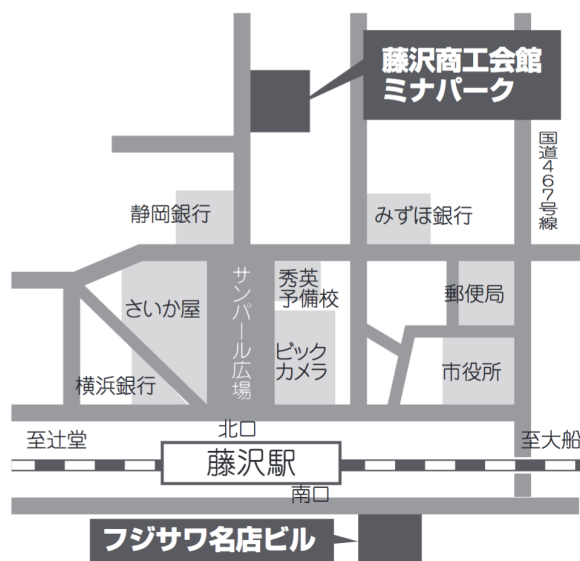 藤沢商工会館
ミナパーク
国道467号線
静岡銀行
みずほ銀行
サンパール広場
秀英
予備校
郵便局
さいか屋
ビック
カメラ
市役所
横浜銀行
北口
至辻堂
藤沢駅
至大船
南口
フジサワ名店ビル